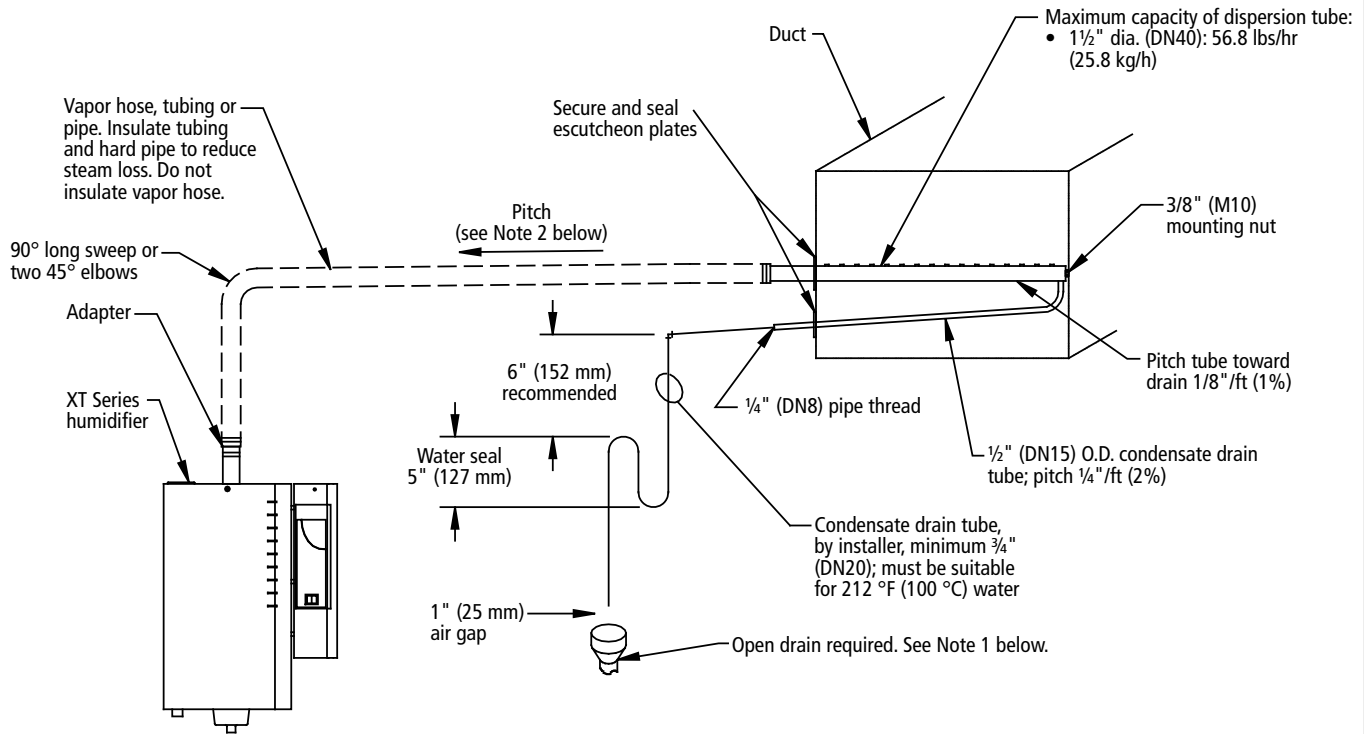 Maximum capacity of dispersion tube:
• 1½" dia. (DN40): 56.8 lbs/hr
(25.8 kg/h)
Duct
Vapor hose, tubing or
pipe. Insulate tubing
and hard pipe to reduce
steam loss. Do not
insulate vapor hose.
Secure and seal
escutcheon plates
3/8" (M10)
mounting nut
Pitch
(see Note 2 below)
90° long sweep or
two 45° elbows
Adapter
XT Series
humidifier
6" (152 mm)
recommended
Pitch tube toward
drain 1/8"/ft (1%)
¼" (DN8) pipe thread
Water seal
5" (127 mm)
½" (DN15) O.D. condensate drain
tube; pitch ¼"/ft (2%)
Condensate drain tube,
by installer, minimum ¾"
(DN20); must be suitable
for 212 °F (100 °C) water
1" (25 mm)
air gap
Open drain required. See Note 1 below.